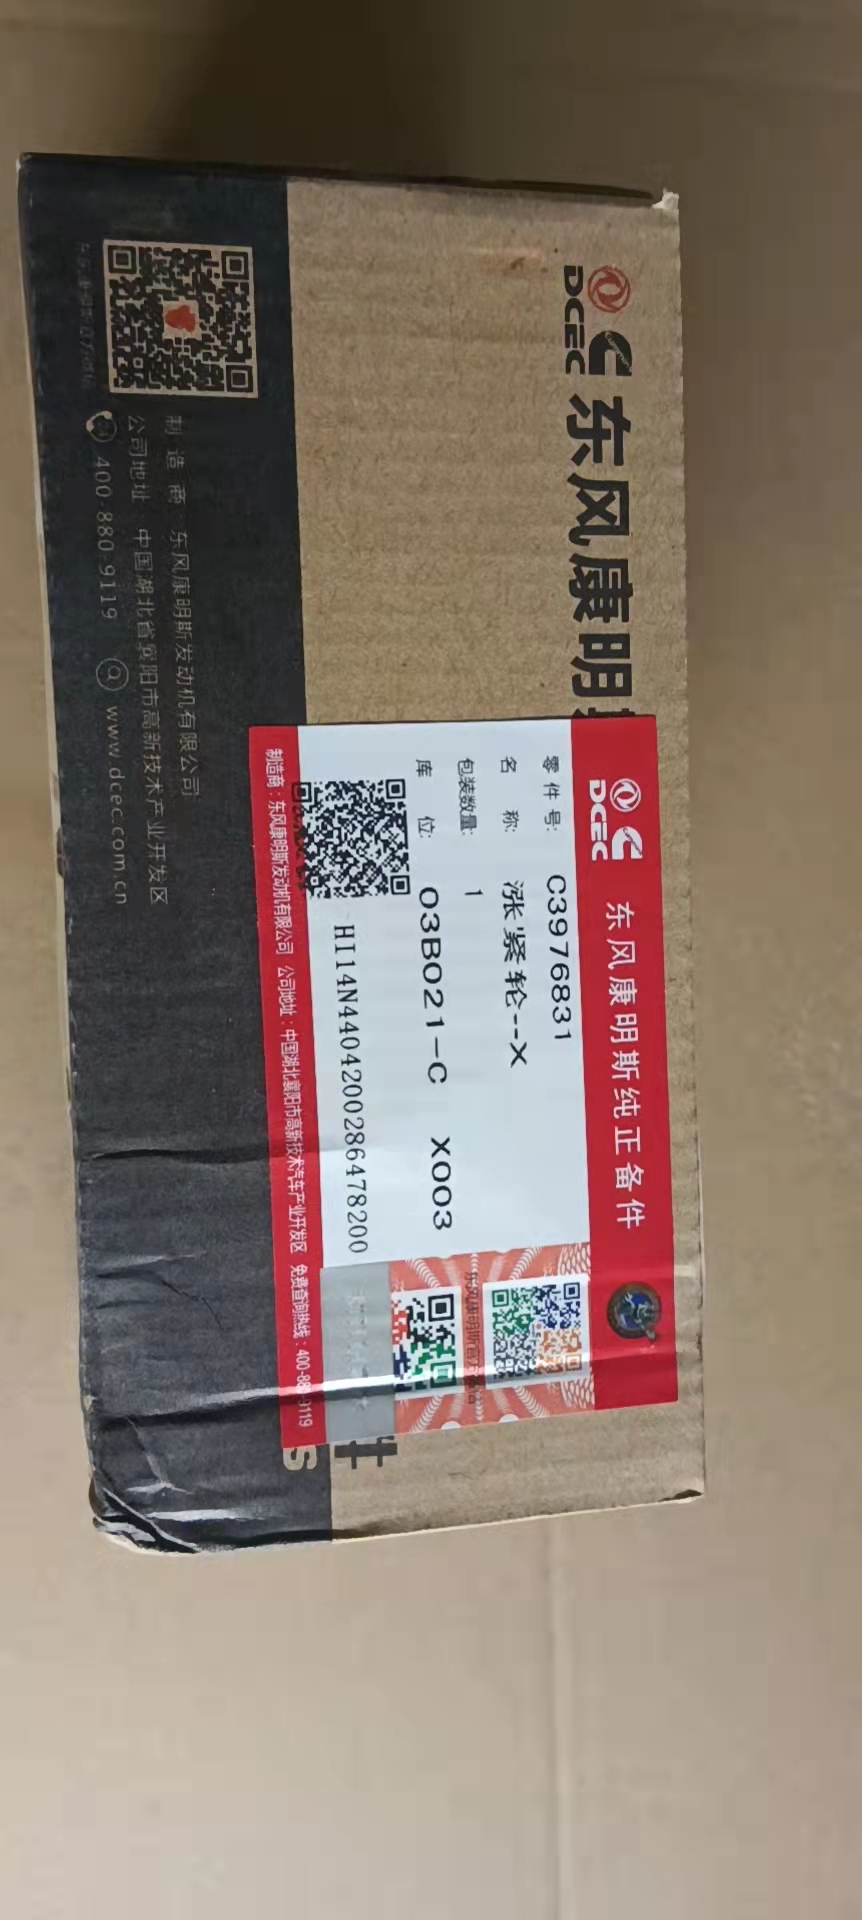 DCEC
东风康明
制 造 商 东风康明斯发动机有限公司
公司地址 中国湖北省襄阳市高新技术产业开发区
400-880-9119 www.dcec.com.cn
DCEC 东风康明斯纯正备件
零 件 号: C3976831
名 称: 涨紧轮--X
包装数量: 1
库 位: 03B021-C X003
HI14N4404200286478200
制造商：东风康明斯发动机有限公司 公司地址：中国湖北襄阳市高新技术汽车产业开发区 免费查询热线：400-880-9119
件
S